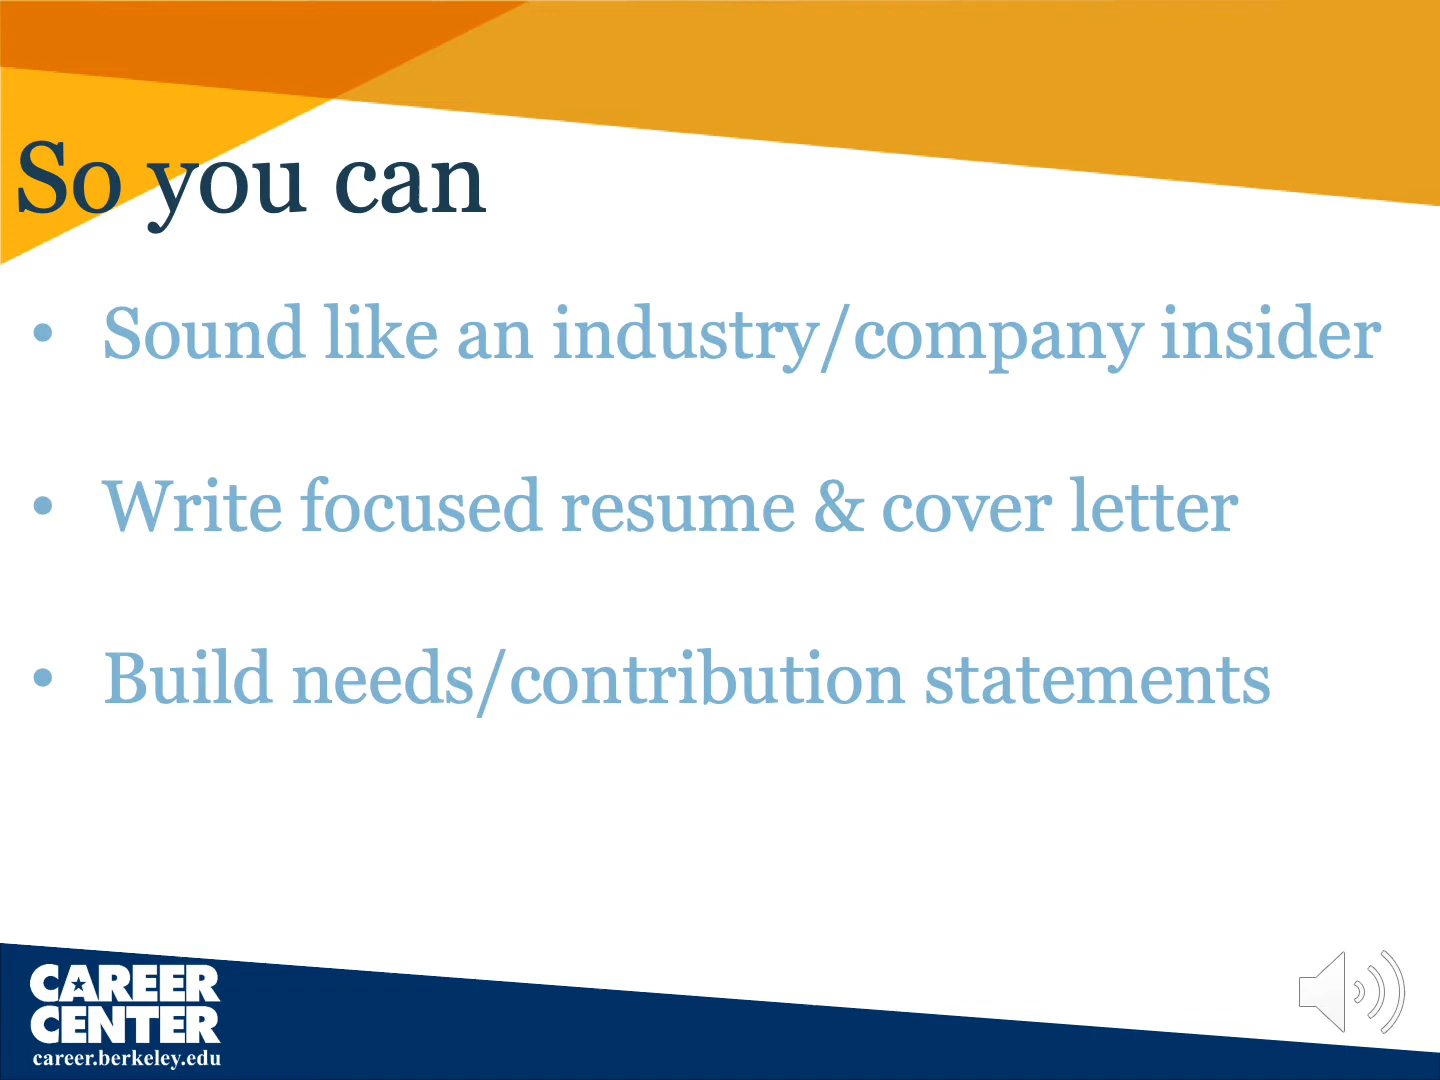 So you can
• Sound like an industry/company insider
• Write focused resume & cover letter
• Build needs/contribution statements
CAREER
CENTER
career.berkeley.edu